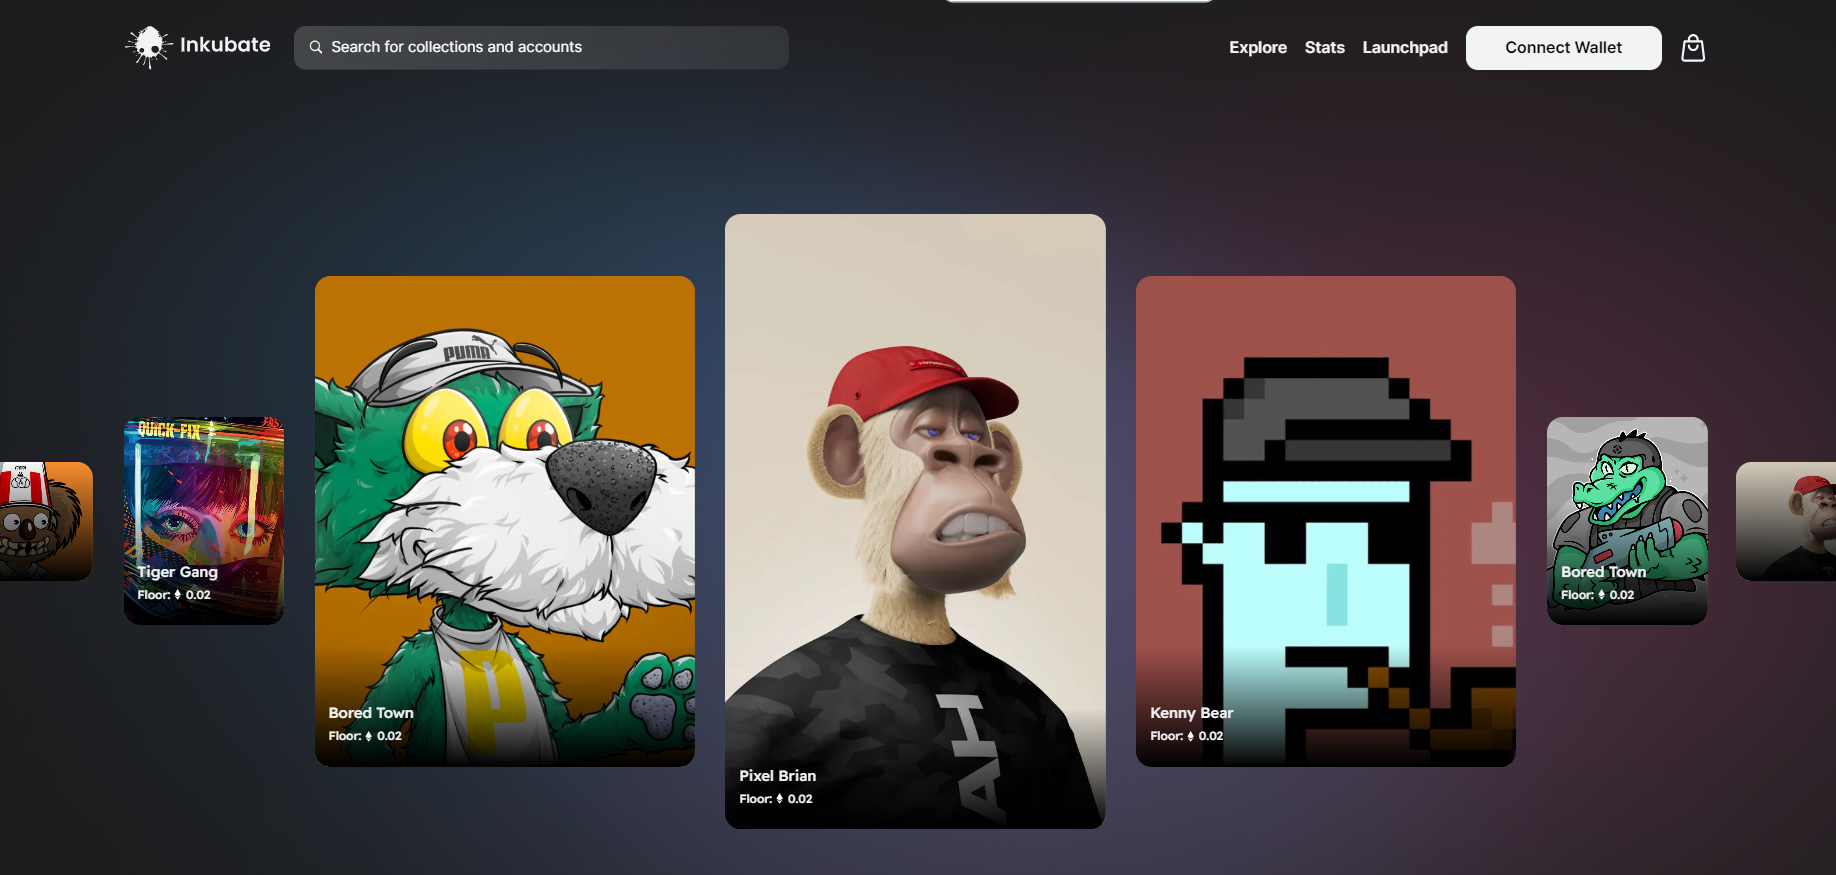 Inkubate
Search for collections and accounts
Explore
Stats
Launchpad
Connect Wallet
QUICK-FIX
Tiger Gang
Floor: 0.02
PUMA
P
Bored Town
Floor: 0.02
AH
Pixel Brian
Floor: 0.02
Kenny Bear
Floor: 0.02
Bored Town
Floor: 0.02